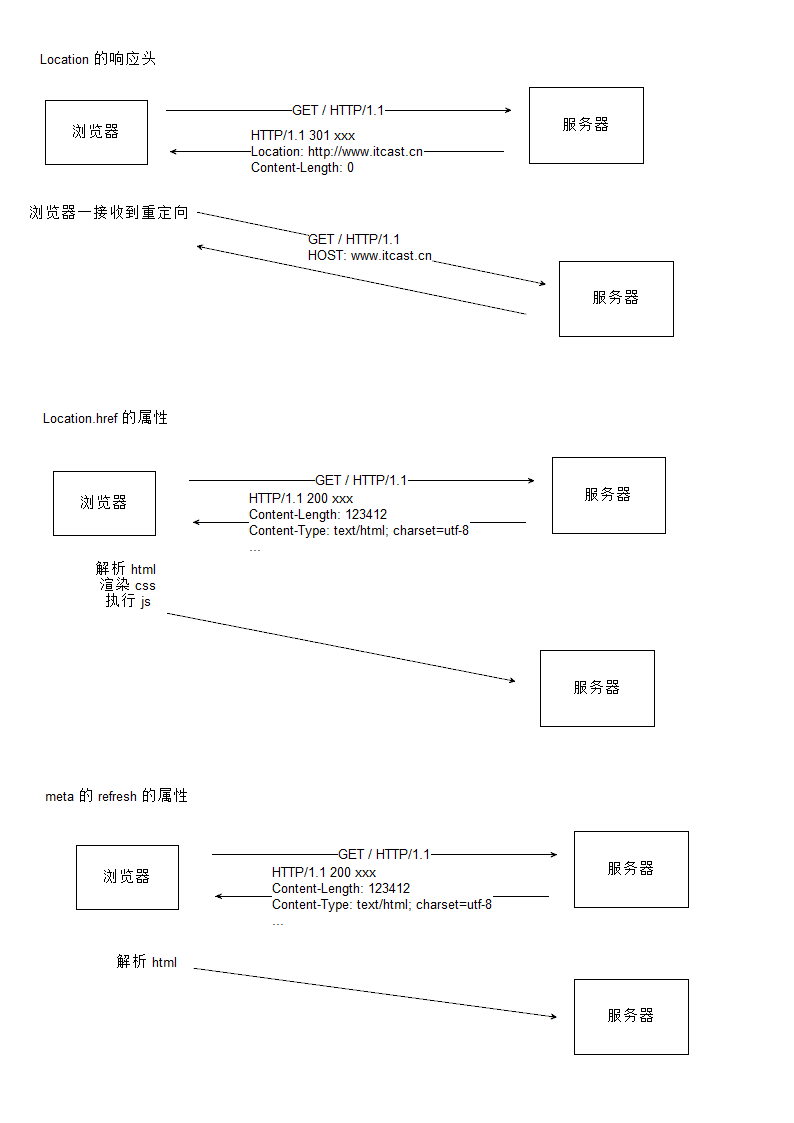 Location 的响应头
浏览器
GET / HTTP/1.1
服务器
HTTP/1.1 301 xxx
Location: http://www.itcast.cn
Content-Length: 0
浏览器一接收到重定向
GET / HTTP/1.1
HOST: www.itcast.cn
服务器
Location.href 的属性
浏览器
GET / HTTP/1.1
服务器
HTTP/1.1 200 xxx
Content-Length: 123412
Content-Type: text/html; charset=utf-8
...
解析 html
渲染 css
执行 js
服务器
meta 的 refresh 的属性
浏览器
GET / HTTP/1.1
服务器
HTTP/1.1 200 xxx
Content-Length: 123412
Content-Type: text/html; charset=utf-8
...
解析 html
服务器